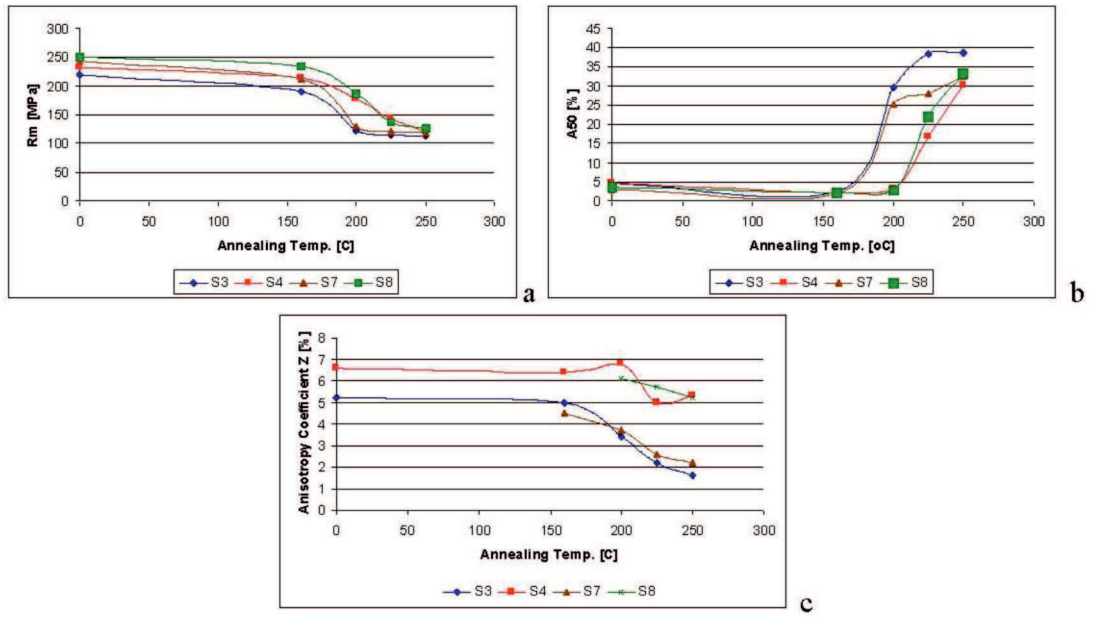 300
250
200
150
100
50
0
Rm [MPa]
0 50 100 150 200 250 300
Annealing Temp. [C]
S3 S4 S7 S8
a
45
40
35
30
25
20
15
10
5
0
A50 [%]
0 50 100 150 200 250 300
Annealing Temp. [oC]
S3 S4 S7 S8
b
8
7
6
5
4
3
2
1
0
Anisotropy Coefficient Z [%]
0 50 100 150 200 250 300
Annealing Temp. [C]
S3 S4 S7 S8
c